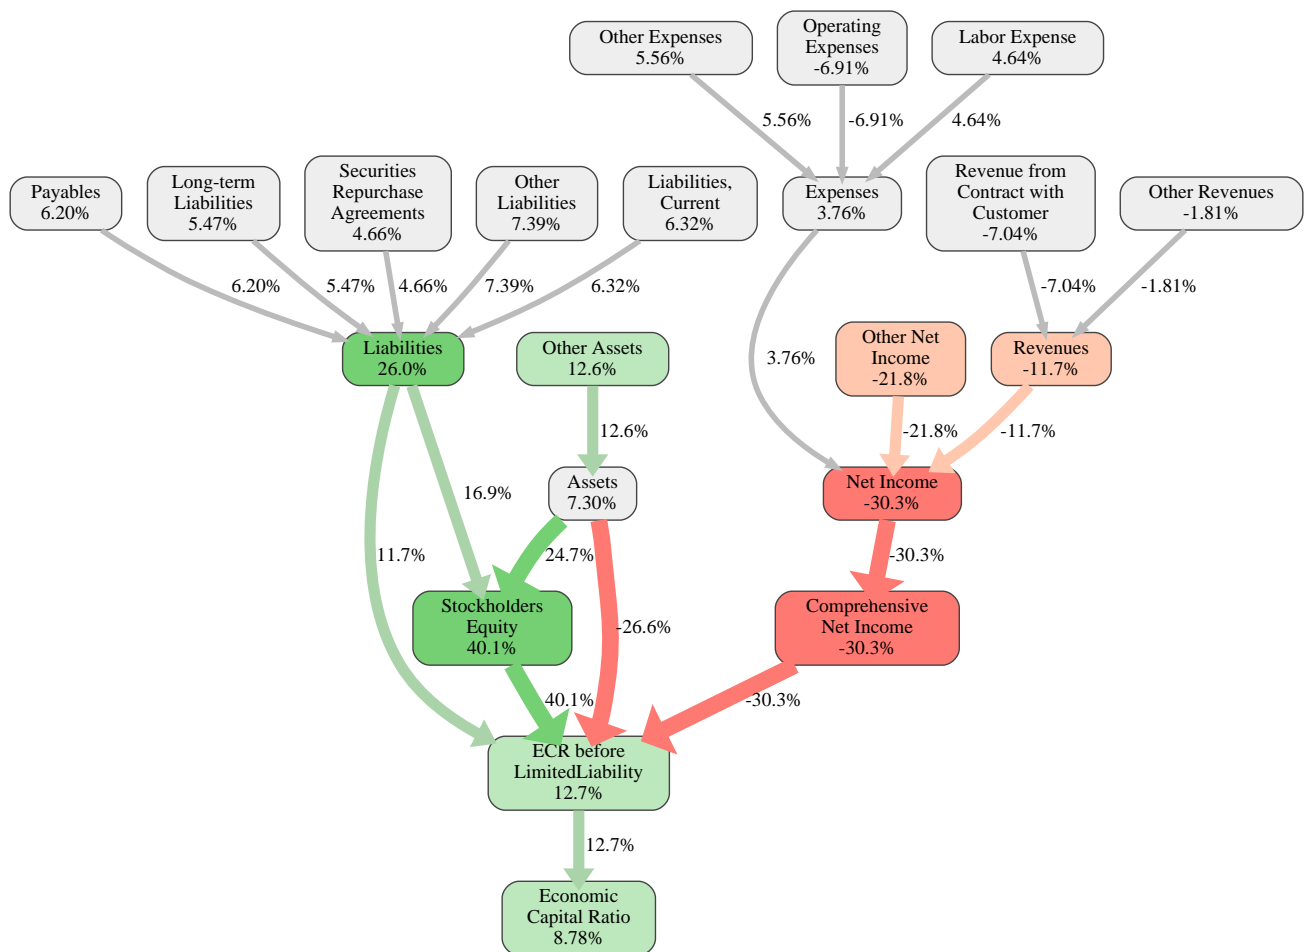 Other Expenses
5.56%
Operating
Expenses
-6.91%
Labor Expense
4.64%
5.56%
-6.91%
4.64%
Payables
6.20%
Long-term
Liabilities
5.47%
Securities
Repurchase
Agreements
4.66%
Other
Liabilities
7.39%
Liabilities,
Current
6.32%
Expenses
3.76%
Revenue from
Contract with
Customer
-7.04%
Other Revenues
-1.81%
6.20%
5.47%
4.66%
7.39%
6.32%
-7.04%
-1.81%
Liabilities
26.0%
Other Assets
12.6%
3.76%
Other Net
Income
-21.8%
Revenues
-11.7%
12.6%
-21.8%
-11.7%
Assets
7.30%
Net Income
-30.3%
16.9%
11.7%
24.7%
-30.3%
Stockholders
Equity
40.1%
-26.6%
Comprehensive
Net Income
-30.3%
40.1%
-30.3%
ECR before
LimitedLiability
12.7%
12.7%
Economic
Capital Ratio
8.78%